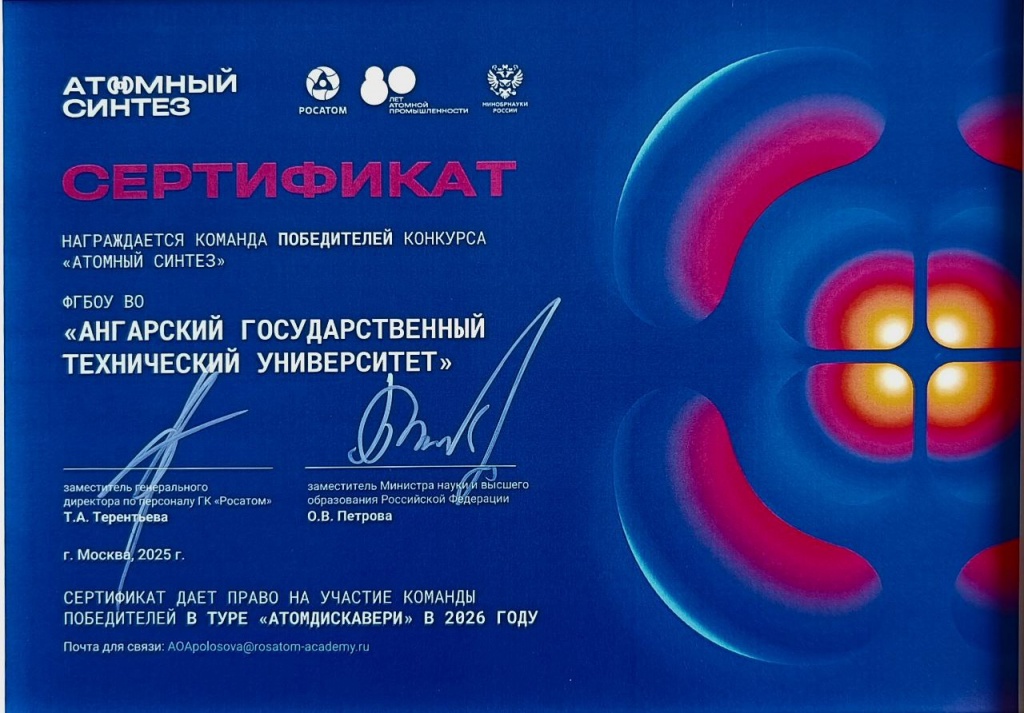 АТОМНЫЙ
СИНТЕЗ
РОСАТОМ
80 ЛЕТ
АТОМНОЙ
ПРОМЫШЛЕННОСТИ
МИНОБРНАУКИ
РОССИИ
СЕРТИФИКАТ
НАГРАЖДАЕТСЯ КОМАНДА ПОБЕДИТЕЛЕЙ КОНКУРСА
«АТОМНЫЙ СИНТЕЗ»
ФГБОУ ВО
«АНГАРСКИЙ ГОСУДАРСТВЕННЫЙ
ТЕХНИЧЕСКИЙ УНИВЕРСИТЕТ»
заместитель генерального
директора по персоналу ГК «Росатом»
Т.А. Терентьева
заместитель Министра науки и высшего
образования Российской Федерации
О.В. Петрова
г. Москва, 2025 г.
СЕРТИФИКАТ ДАЕТ ПРАВО НА УЧАСТИЕ КОМАНДЫ
ПОБЕДИТЕЛЕЙ В ТУРЕ «АТОМДИСКАВЕРИ» В 2026 ГОДУ
Почта для связи: AOApolosova@rosatom-academy.ru